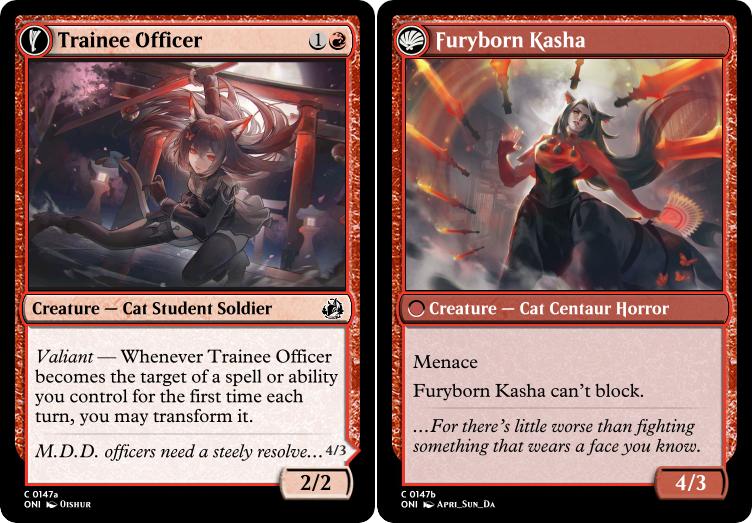 Trainee Officer 1
Creature — Cat Student Soldier
Valiant — Whenever Trainee Officer
becomes the target of a spell or ability
you control for the first time each
turn, you may transform it.
M.D.D. officers need a steely resolve... 4/3
2/2
C 0147a
ONI Oishur
Furyborn Kasha
Creature — Cat Centaur Horror
Menace
Furyborn Kasha can't block.
...For there's little worse than fighting
something that wears a face you know.
4/3
C 0147b
ONI Apri_Sun_Da